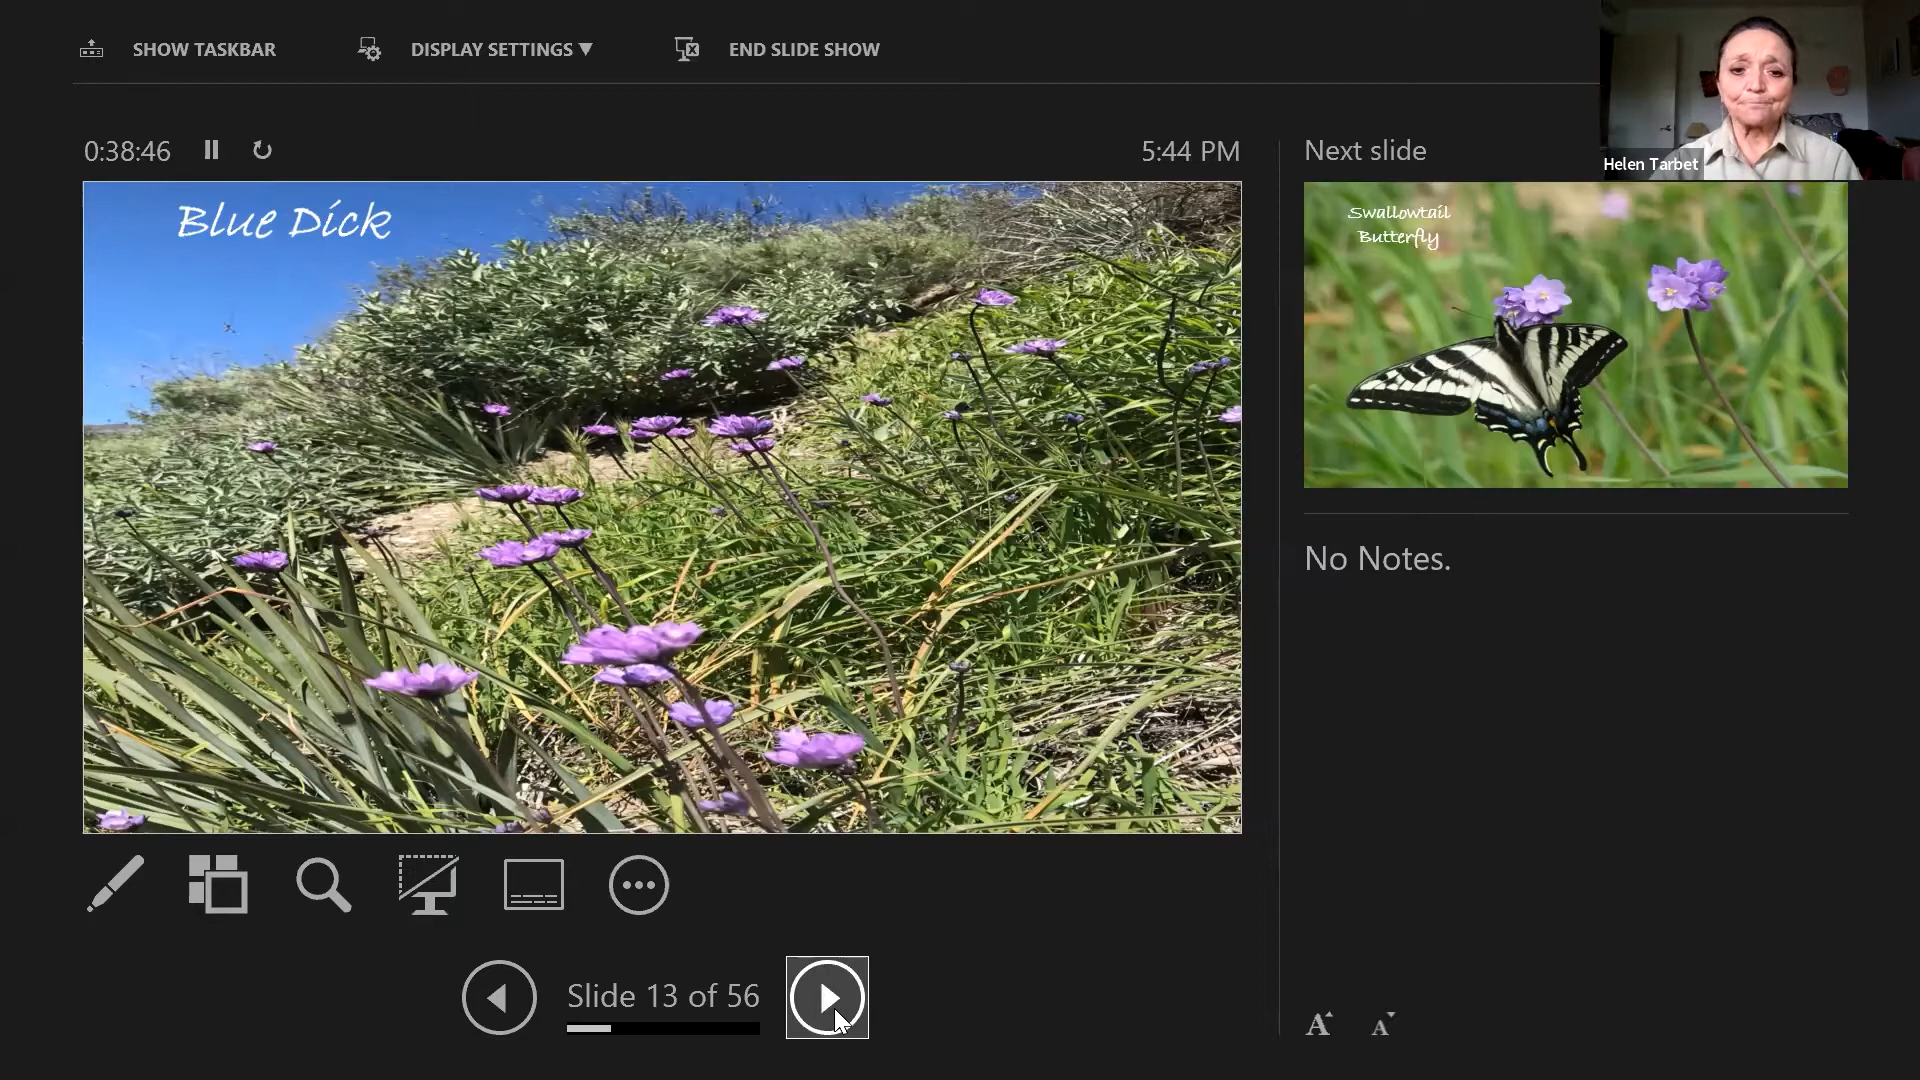 SHOW TASKBAR
DISPLAY SETTINGS ▼
END SLIDE SHOW
Helen Tarbet
0:38:46
5:44 PM
Next slide
Blue Dick
Swallowtail
Butterfly
No Notes.
Slide 13 of 56
A
A